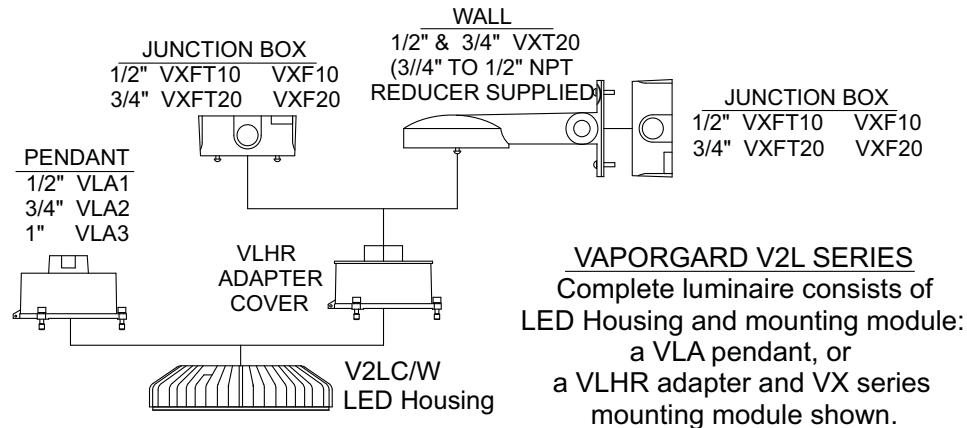 WALL
1/2" & 3/4" VXT20
(3//4" TO 1/2" NPT
REDUCER SUPPLIED)
JUNCTION BOX
1/2" VXFT10 VXF10
3/4" VXFT20 VXF20
JUNCTION BOX
1/2" VXFT10 VXF10
3/4" VXFT20 VXF20
PENDANT
1/2" VLA1
3/4" VLA2
1" VLA3
VLHR
ADAPTER
COVER
V2LC/W
LED Housing
VAPORGARD V2L SERIES
Complete luminaire consists of
LED Housing and mounting module:
a VLA pendant, or
a VLHR adapter and VX series
mounting module shown.